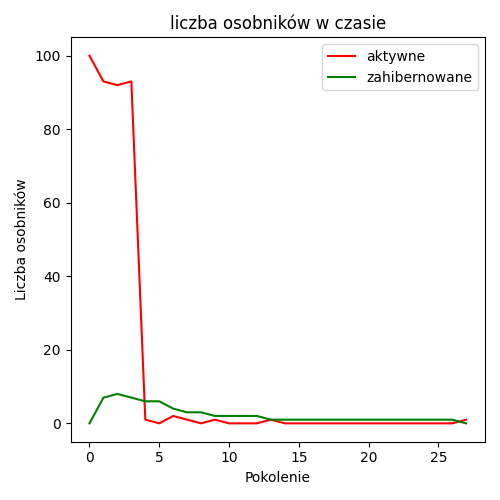 liczba osobników w czasie
aktywne
zahibernowane
Liczba osobników
100
80
60
40
20
0
0 5 10 15 20 25
Pokolenie